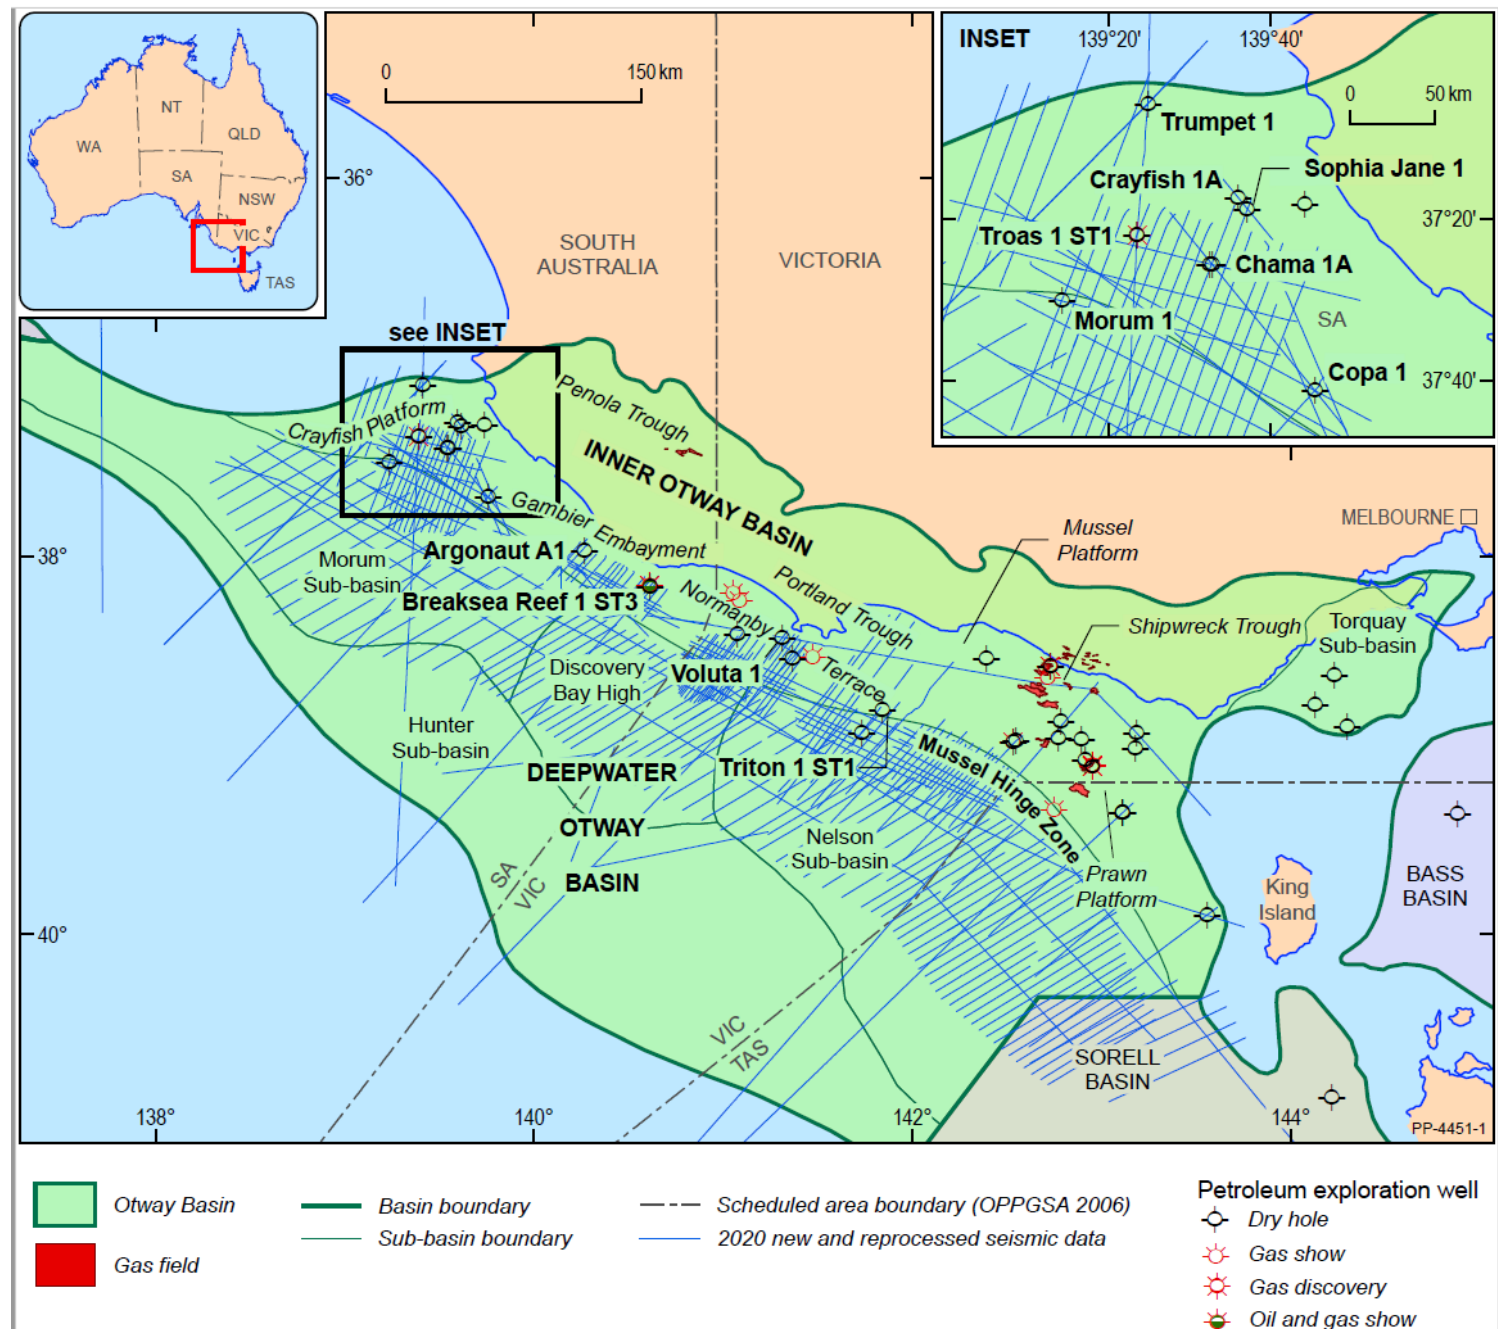 WA
NT
QLD
SA
NSW
VIC
TAS
0
150 km
36°
SOUTH
AUSTRALIA
VICTORIA
INSET
139°20'
139°40'
0
50 km
Trumpet 1
Sophia Jane 1
Crayfish 1A
37°20'
Troas 1 ST1
Chama 1A
SA
Morum 1
Copa 1
37°40'
see INSET
Penola Trough
Crayfish Platform
INNER OTWAY BASIN
MELBOURNE
Gambier Embayment
Mussel
Platform
38°
Argonaut A1
Morum
Sub-basin
Breaksea Reef 1 ST3
Portland Trough
Normanby Terrace
Shipwreck Trough
Torquay
Sub-basin
Discovery
Bay High
Voluta 1
Hunter
Sub-basin
Triton 1 ST1
Mussel Hinge Zone
DEEPWATER
OTWAY
BASIN
Nelson
Sub-basin
SA
VIC
Prawn
Platform
King
Island
BASS
BASIN
40°
VIC
TAS
SORELL
BASIN
138°
140°
142°
144°
PP-4451-1
Otway Basin
Gas field
Basin boundary
Sub-basin boundary
Scheduled area boundary (OPPGSA 2006)
2020 new and reprocessed seismic data
Petroleum exploration well
Dry hole
Gas show
Gas discovery
Oil and gas show